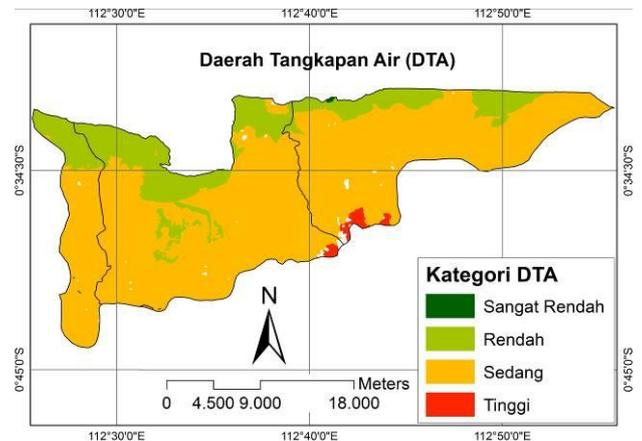 112°30'0"E 112°40'0"E 112°50'0"E
Daerah Tangkapan Air (DTA)
0°34'30"S 0°34'30"S
Kategori DTA
Sangat Rendah
Rendah
Sedang
Tinggi
N
Meters
0 4.500 9.000 18.000
0°45'0"S 0°45'0"S
112°30'0"E 112°40'0"E 112°50'0"E